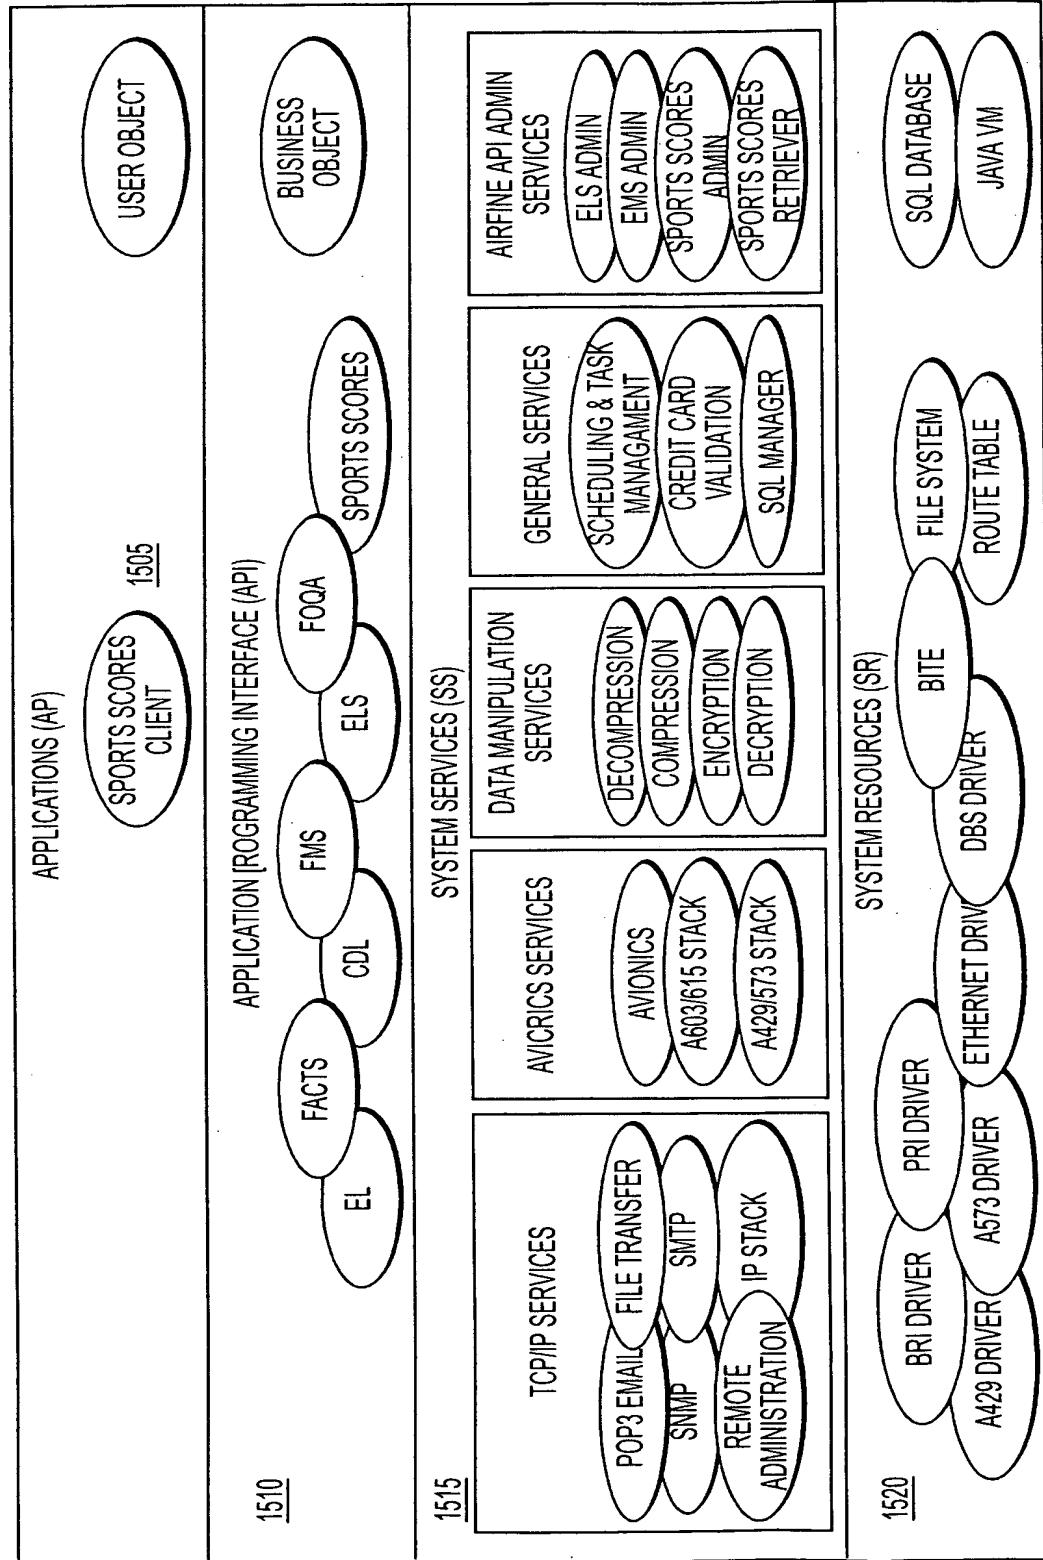 APPLICATIONS (AP)
SPORTS SCORES
CLIENT
1505
USER OBJECT
1510
APPLICATION [ROGRAMMING INTERFACE (API)
EL
FACTS
CDL
FMS
ELS
FOQA
SPORTS SCORES
BUSINESS
OBJECT
1515
SYSTEM SERVICES (SS)
TCP/IP SERVICES
POP3 EMAIL
FILE TRANSFER
SNMP
SMTP
REMOTE
ADMINISTRATION
IP STACK
AVICRICS SERVICES
AVIONICS
A603/615 STACK
A429/573 STACK
DATA MANIPULATION
SERVICES
DECOMPRESSION
COMPRESSION
ENCRYPTION
DECRYPTION
GENERAL SERVICES
SCHEDULING & TASK
MANAGAMENT
CREDIT CARD
VALIDATION
SQL MANAGER
AIRFINE API ADMIN
SERVICES
ELS ADMIN
EMS ADMIN
SPORTS SCORES
ADMIN
SPORTS SCORES
RETRIEVER
1520
SYSTEM RESOURCES (SR)
BRI DRIVER
A429 DRIVER
PRI DRIVER
A573 DRIVER
ETHERNET DRIV
DBS DRIVER
BITE
FILE SYSTEM
ROUTE TABLE
SQL DATABASE
JAVA VM